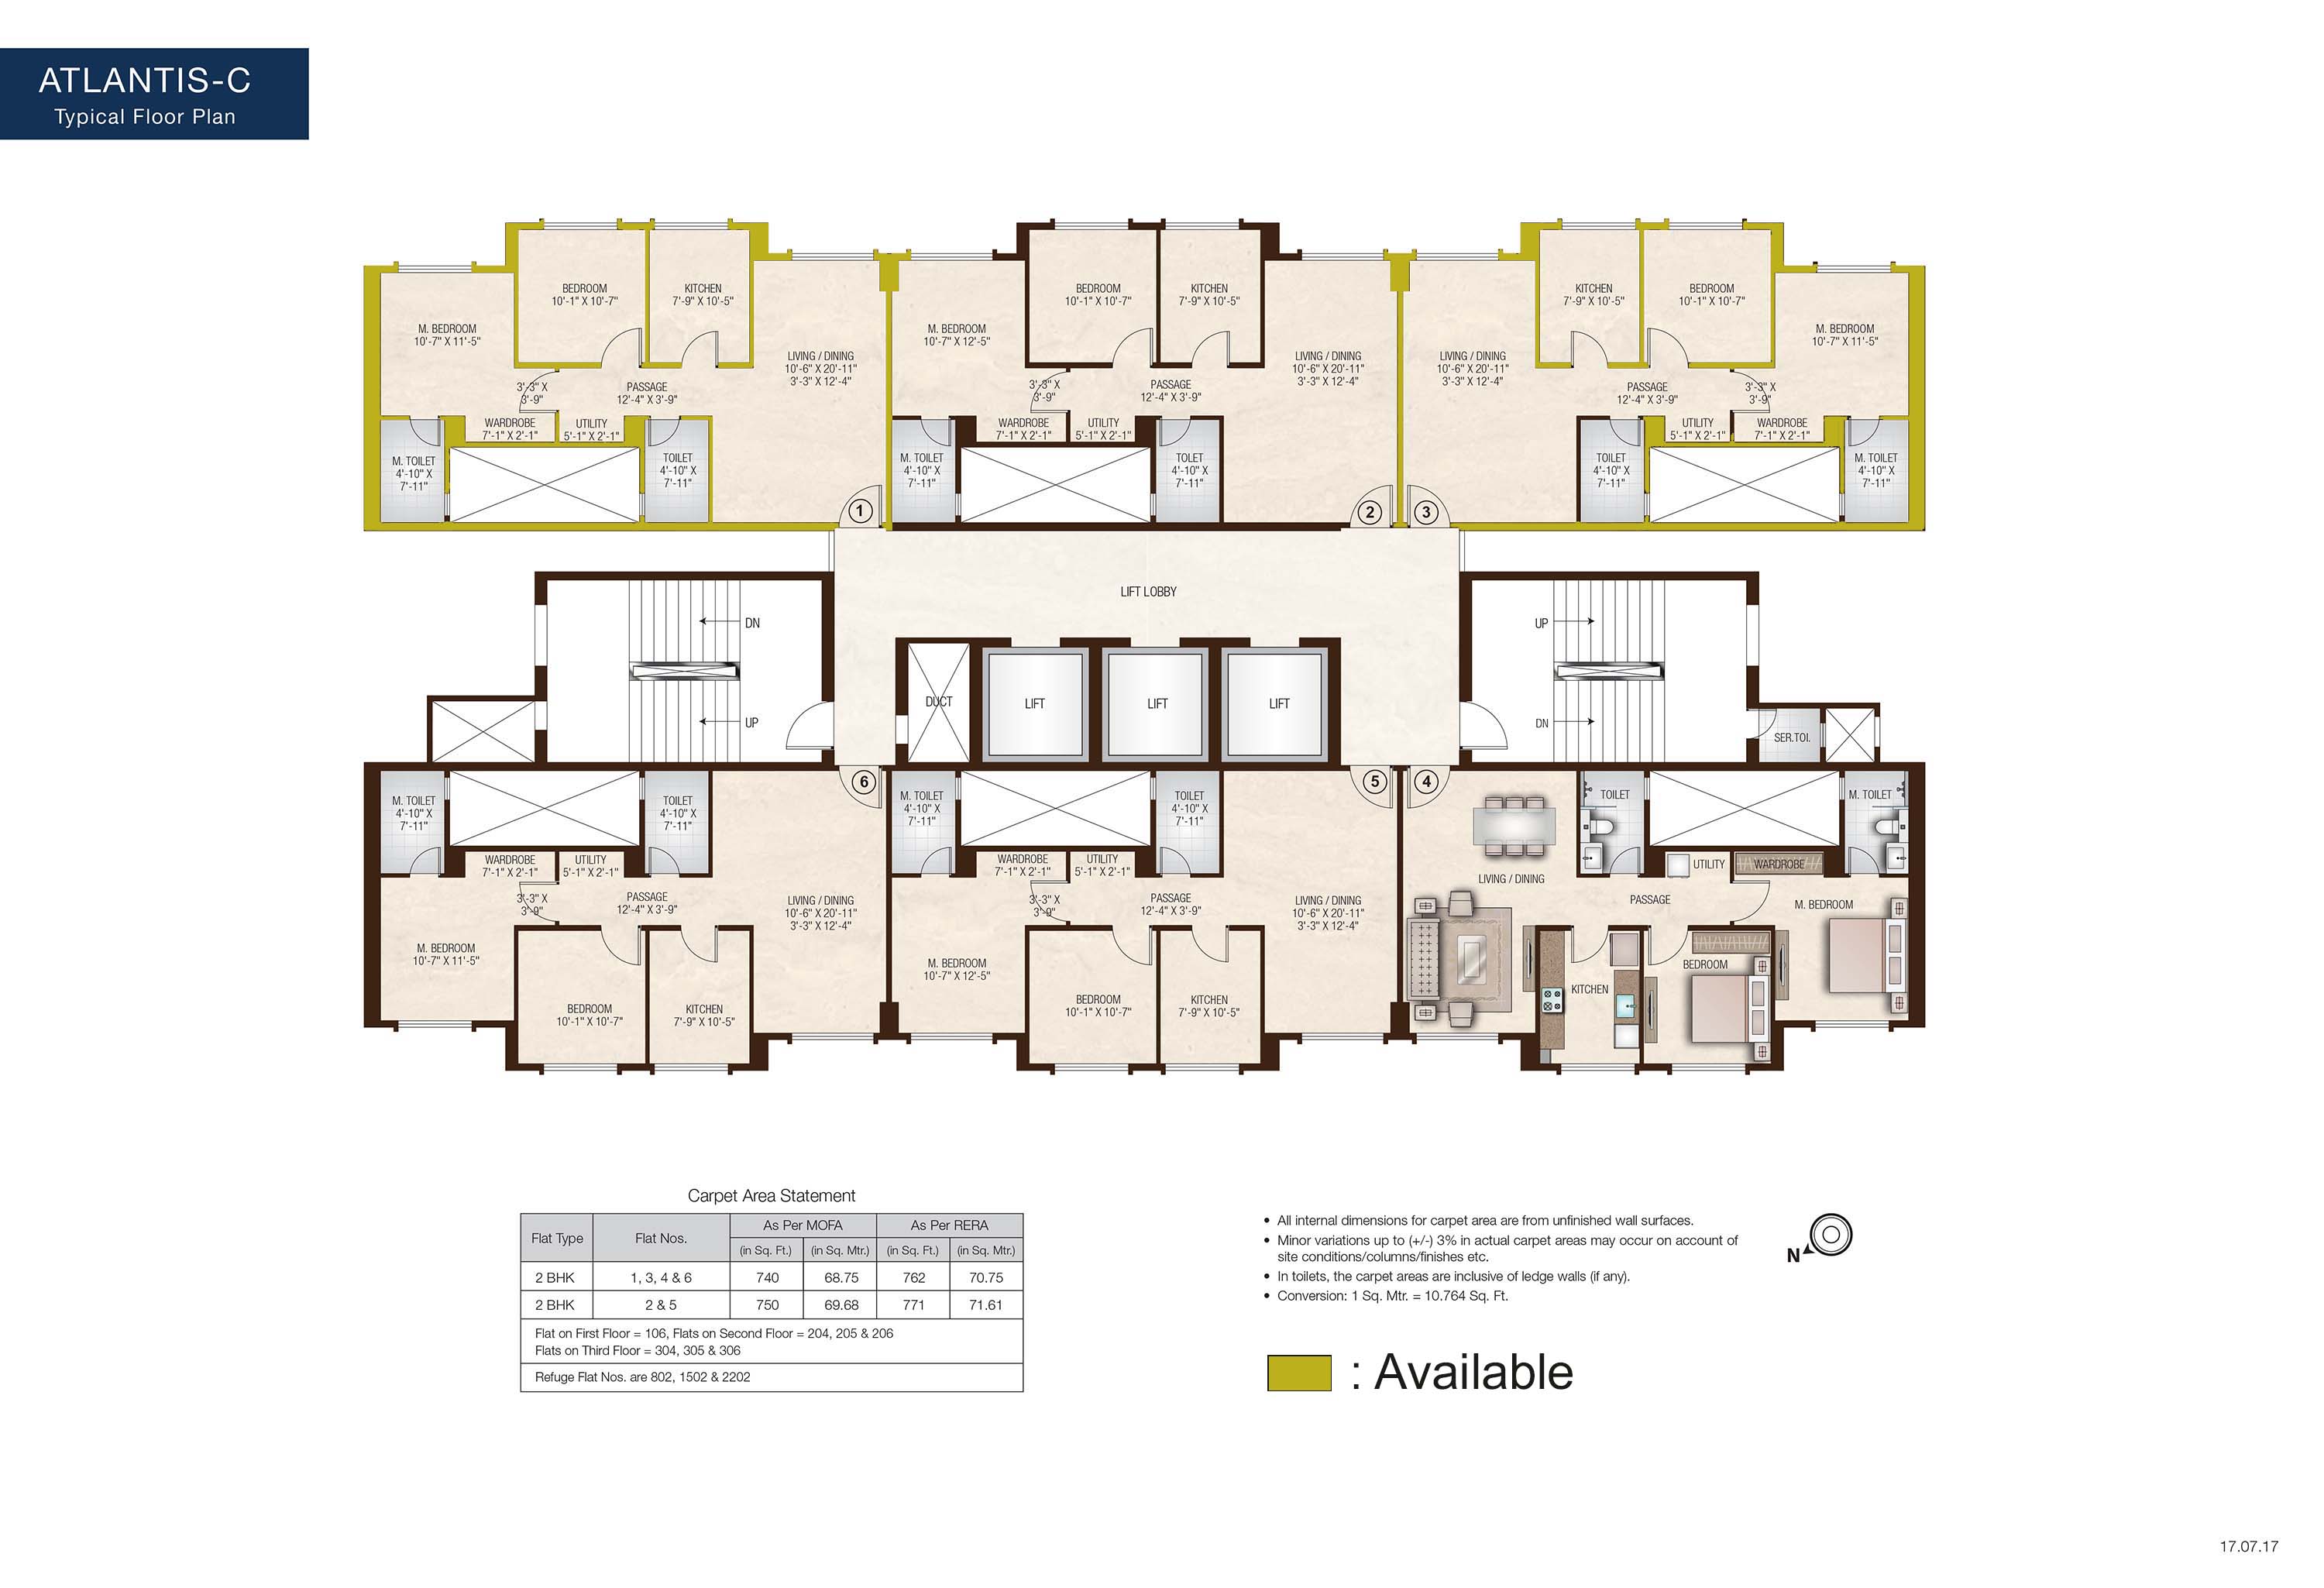 ATLANTIS-C
Typical Floor Plan
BEDROOM
10'-1" X 10'-7"
KITCHEN
7'-9" X 10'-5"
M. BEDROOM
10'-7" X 11'-5"
LIVING / DINING
10'-6" X 20'-11"
3'-3" X 12'-4"
3'-3" X
3'-9"
PASSAGE
12'-4" X 3'-9"
WARDROBE
7'-1" X 2'-1"
UTILITY
5'-1" X 2'-1"
M. TOILET
4'-10" X
7'-11"
TOILET
4'-10" X
7'-11"
1
BEDROOM
10'-1" X 10'-7"
KITCHEN
7'-9" X 10'-5"
M. BEDROOM
10'-7" X 12'-5"
LIVING / DINING
10'-6" X 20'-11"
3'-3" X 12'-4"
3'-3" X
3'-9"
PASSAGE
12'-4" X 3'-9"
WARDROBE
7'-1" X 2'-1"
UTILITY
5'-1" X 2'-1"
M. TOILET
4'-10" X
7'-11"
TOILET
4'-10" X
7'-11"
2
KITCHEN
7'-9" X 10'-5"
BEDROOM
10'-1" X 10'-7"
M. BEDROOM
10'-7" X 11'-5"
LIVING / DINING
10'-6" X 20'-11"
3'-3" X 12'-4"
PASSAGE
12'-4" X 3'-9"
3'-3" X
3'-9"
UTILITY
5'-1" X 2'-1"
WARDROBE
7'-1" X 2'-1"
TOILET
4'-10" X
7'-11"
M. TOILET
4'-10" X
7'-11"
3
LIFT LOBBY
DN
UP
DUCT
LIFT
LIFT
LIFT
UP
DN
SER.TOI.
M. TOILET
4'-10" X
7'-11"
TOILET
4'-10" X
7'-11"
6
WARDROBE
7'-1" X 2'-1"
UTILITY
5'-1" X 2'-1"
3'-3" X
3'-9"
PASSAGE
12'-4" X 3'-9"
LIVING / DINING
10'-6" X 20'-11"
3'-3" X 12'-4"
M. BEDROOM
10'-7" X 11'-5"
BEDROOM
10'-1" X 10'-7"
KITCHEN
7'-9" X 10'-5"
M. TOILET
4'-10" X
7'-11"
TOILET
4'-10" X
7'-11"
5
WARDROBE
7'-1" X 2'-1"
UTILITY
5'-1" X 2'-1"
3'-3" X
3'-9"
PASSAGE
12'-4" X 3'-9"
LIVING / DINING
10'-6" X 20'-11"
3'-3" X 12'-4"
M. BEDROOM
10'-7" X 12'-5"
BEDROOM
10'-1" X 10'-7"
KITCHEN
7'-9" X 10'-5"
4
TOILET
M. TOILET
UTILITY
WARDROBE
LIVING / DINING
PASSAGE
M. BEDROOM
BEDROOM
KITCHEN
Carpet Area Statement
Flat Type Flat Nos. As Per MOFA As Per RERA
(in Sq. Ft.) (in Sq. Mtr.) (in Sq. Ft.) (in Sq. Mtr.)
2 BHK 1, 3, 4 & 6 740 68.75 762 70.75
2 BHK 2 & 5 750 69.68 771 71.61
Flat on First Floor = 106, Flats on Second Floor = 204, 205 & 206
Flats on Third Floor = 304, 305 & 306
Refuge Flat Nos. are 802, 1502 & 2202
• All internal dimensions for carpet area are from unfinished wall surfaces.
• Minor variations up to (+/-) 3% in actual carpet areas may occur on account of
site conditions/columns/finishes etc.
• In toilets, the carpet areas are inclusive of ledge walls (if any).
• Conversion: 1 Sq. Mtr. = 10.764 Sq. Ft.
N
: Available
17.07.17